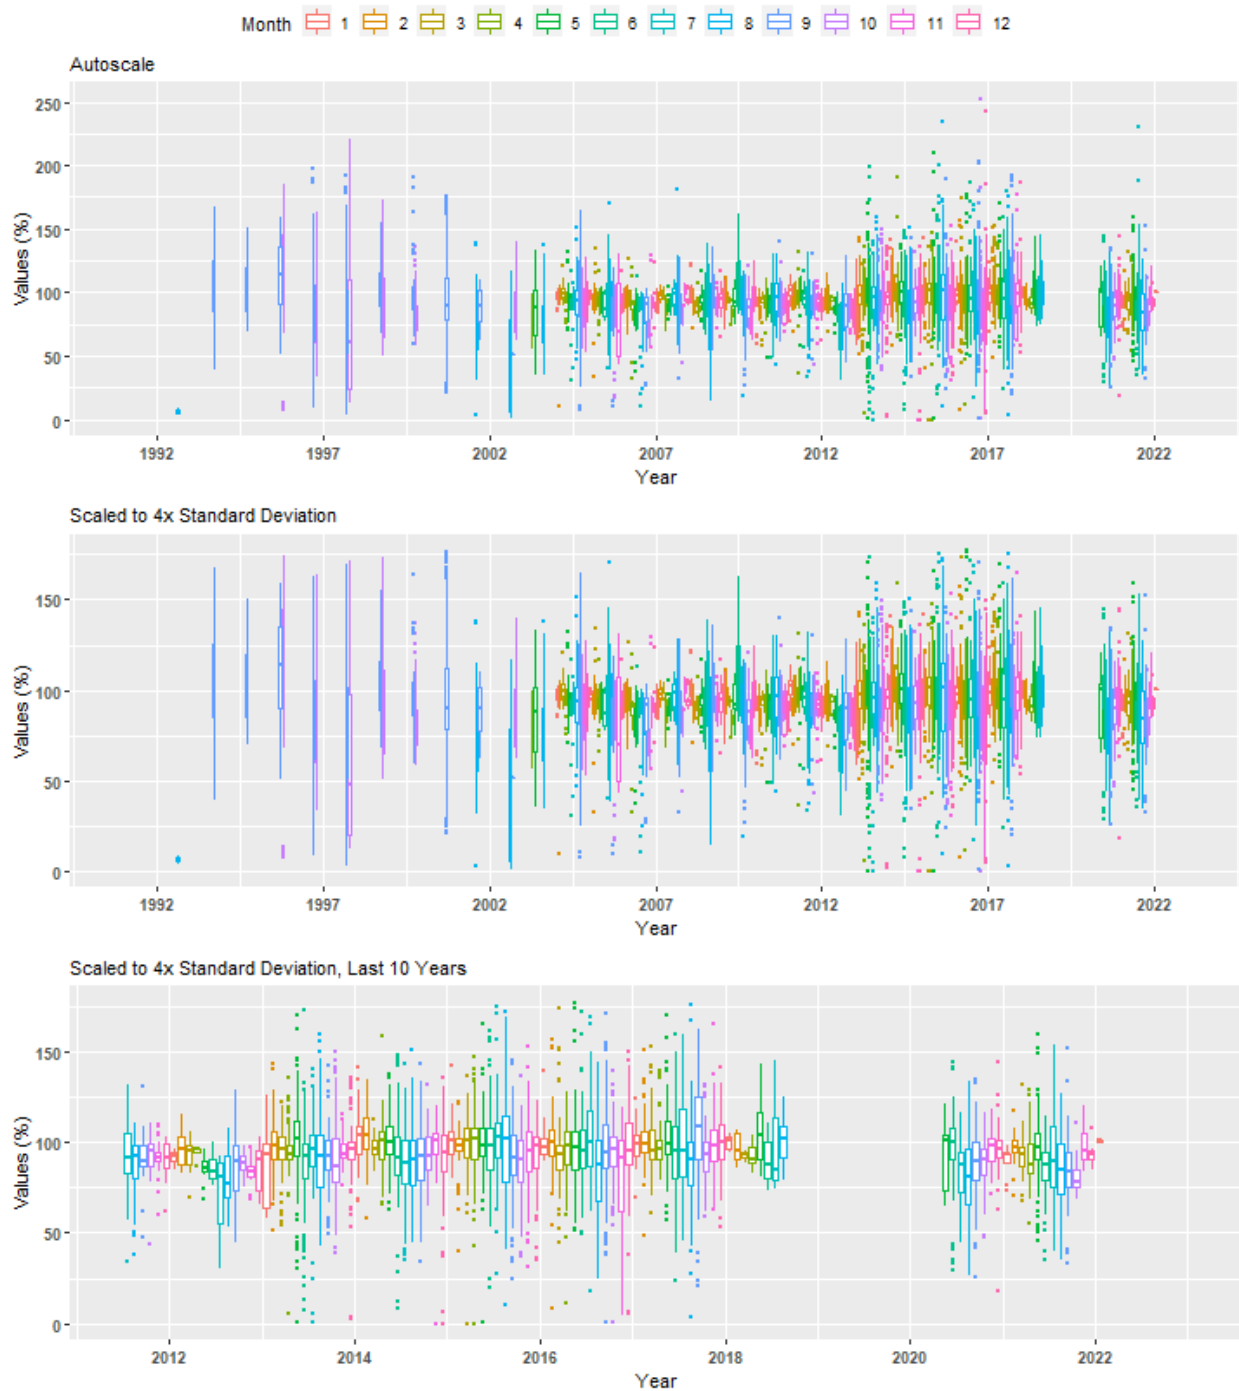 Month 1 2 3 4 5 6 7 8 9 10 11 12
Autoscale
Values (%)
250
200
150
100
50
0
1992 1997 2002 2007 2012 2017 2022
Year
Scaled to 4x Standard Deviation
Values (%)
150
100
50
0
1992 1997 2002 2007 2012 2017 2022
Year
Scaled to 4x Standard Deviation, Last 10 Years
Values (%)
150
100
50
0
2012 2014 2016 2018 2020 2022
Year